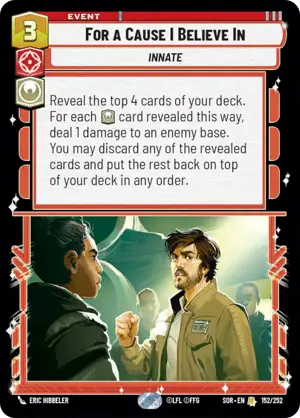 3
EVENT
FOR A CAUSE I BELIEVE IN
INNATE
Reveal the top 4 cards of your deck.
For each card revealed this way,
deal 1 damage to an enemy base.
You may discard any of the revealed
cards and put the rest back on top
of your deck in any order.
ERIC HIBBELER
©LFL ©FFG
SOR • EN
152/252